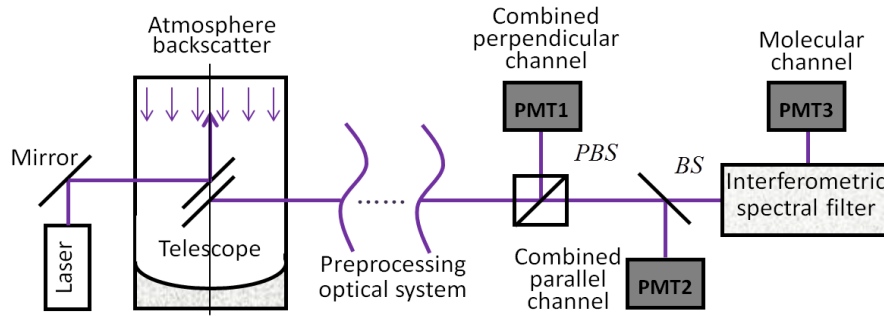 Atmosphere
backscatter
Combined
perpendicular
channel
Molecular
channel
PMT1
PMT3
Mirror
PBS
BS
Interferometric
spectral filter
Laser
Telescope
......
Preprocessing
optical system
Combined
parallel
channel
PMT2